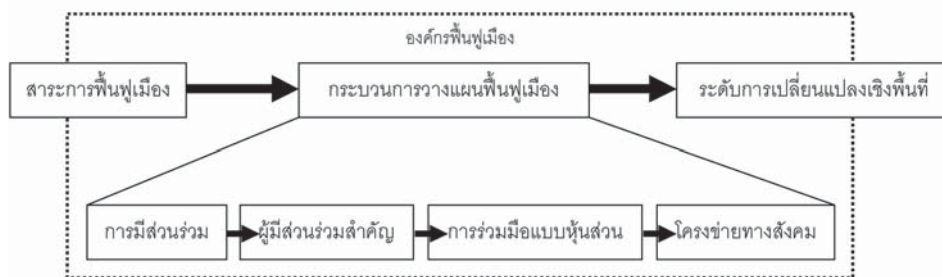 องค์กรฟื้นฟูเมือง
สาระการฟื้นฟูเมือง
กระบวนการวางแผนฟื้นฟูเมือง
ระดับการเปลี่ยนแปลงเชิงพื้นที่
การมีส่วนร่วม
ผู้มีส่วนร่วมสำคัญ
การร่วมมือแบบหุ้นส่วน
โครงข่ายทางสังคม